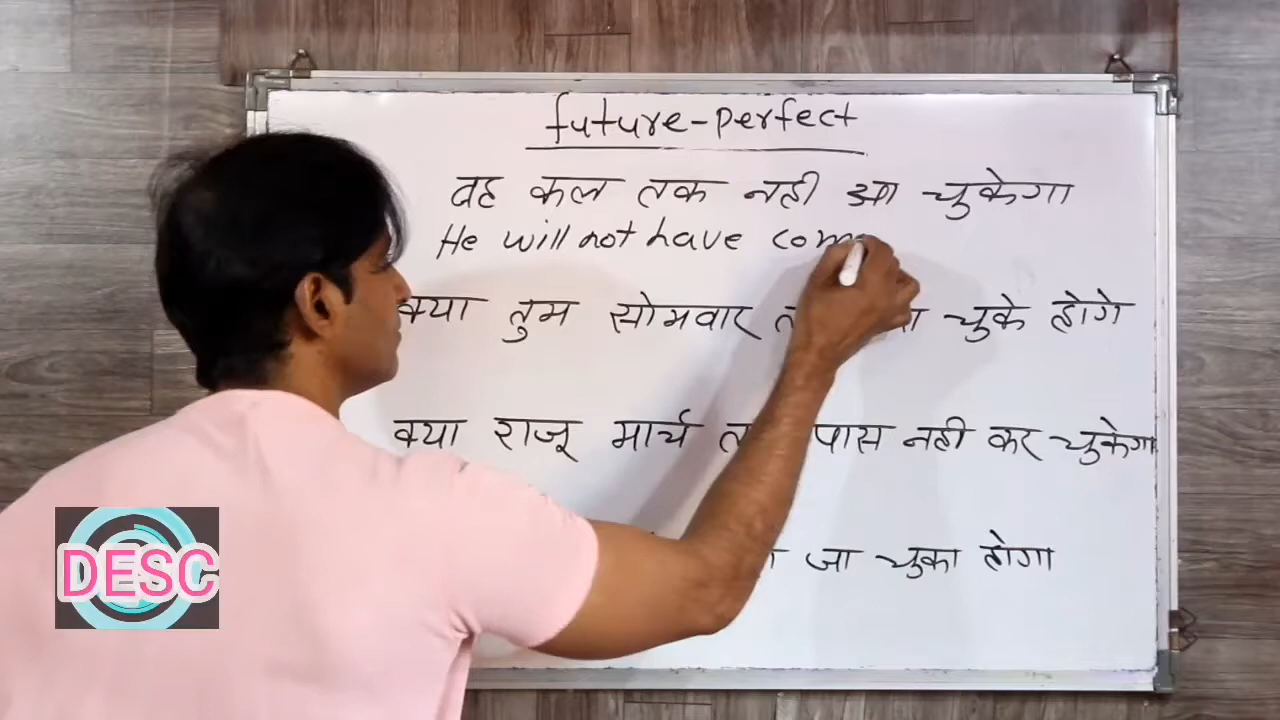 future-perfect
वह कल तक नही आ चुकेगा
He will not have com
क्या तुम सोमवार चुके होगे
क्या राजू मार्च पास नही कर चुकेगा
जा चुका होगा
DESC